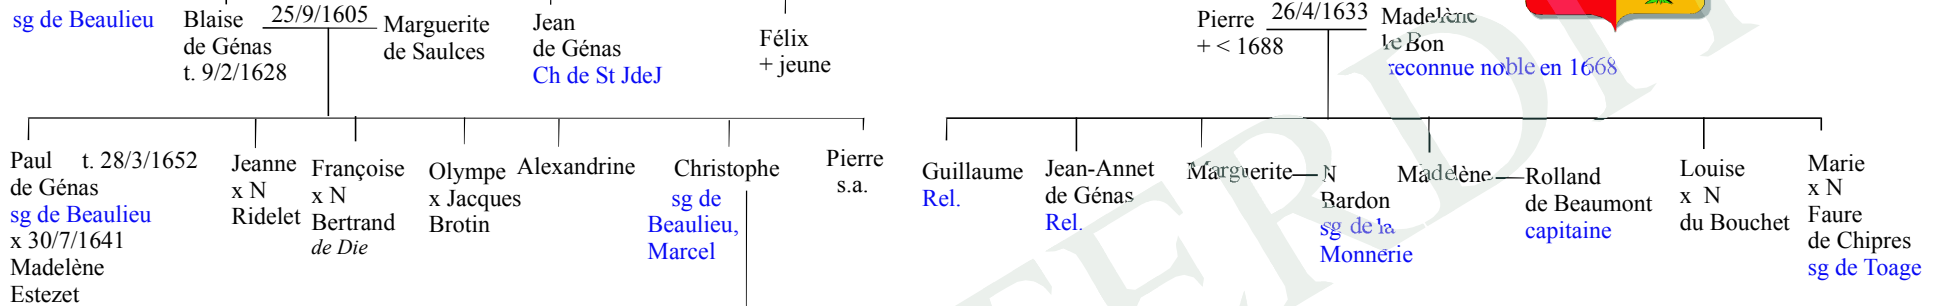 sg de Beaulieu
Blaise
de Génas
t. 9/2/1628
25/9/1605
Marguerite
de Saulces
Jean
de Génas
Ch de St JdeJ
Félix
+ jeune
Pierre
+ < 1688
26/4/1633
Madelène
le Bon
reconnue noble en 1668
Paul t. 28/3/1652
de Génas
sg de Beaulieu
x 30/7/1641
Madelène
Estezet
Jeanne
x N
Ridelet
Françoise
x N
Bertrand
de Die
Olympe
x Jacques
Brotin
Alexandrine
Christophe
sg de
Beaulieu,
Marcel
Pierre
s.a.
Guillaume
Rel.
Jean-Annet
de Génas
Rel.
Marguerite
N
Bardon
sg de la
Monnerie
Madelène
Rolland
de Beaumont
capitaine
Louise
x N
du Bouchet
Marie
x N
Faure
de Chipres
sg de Toage
TERDIT